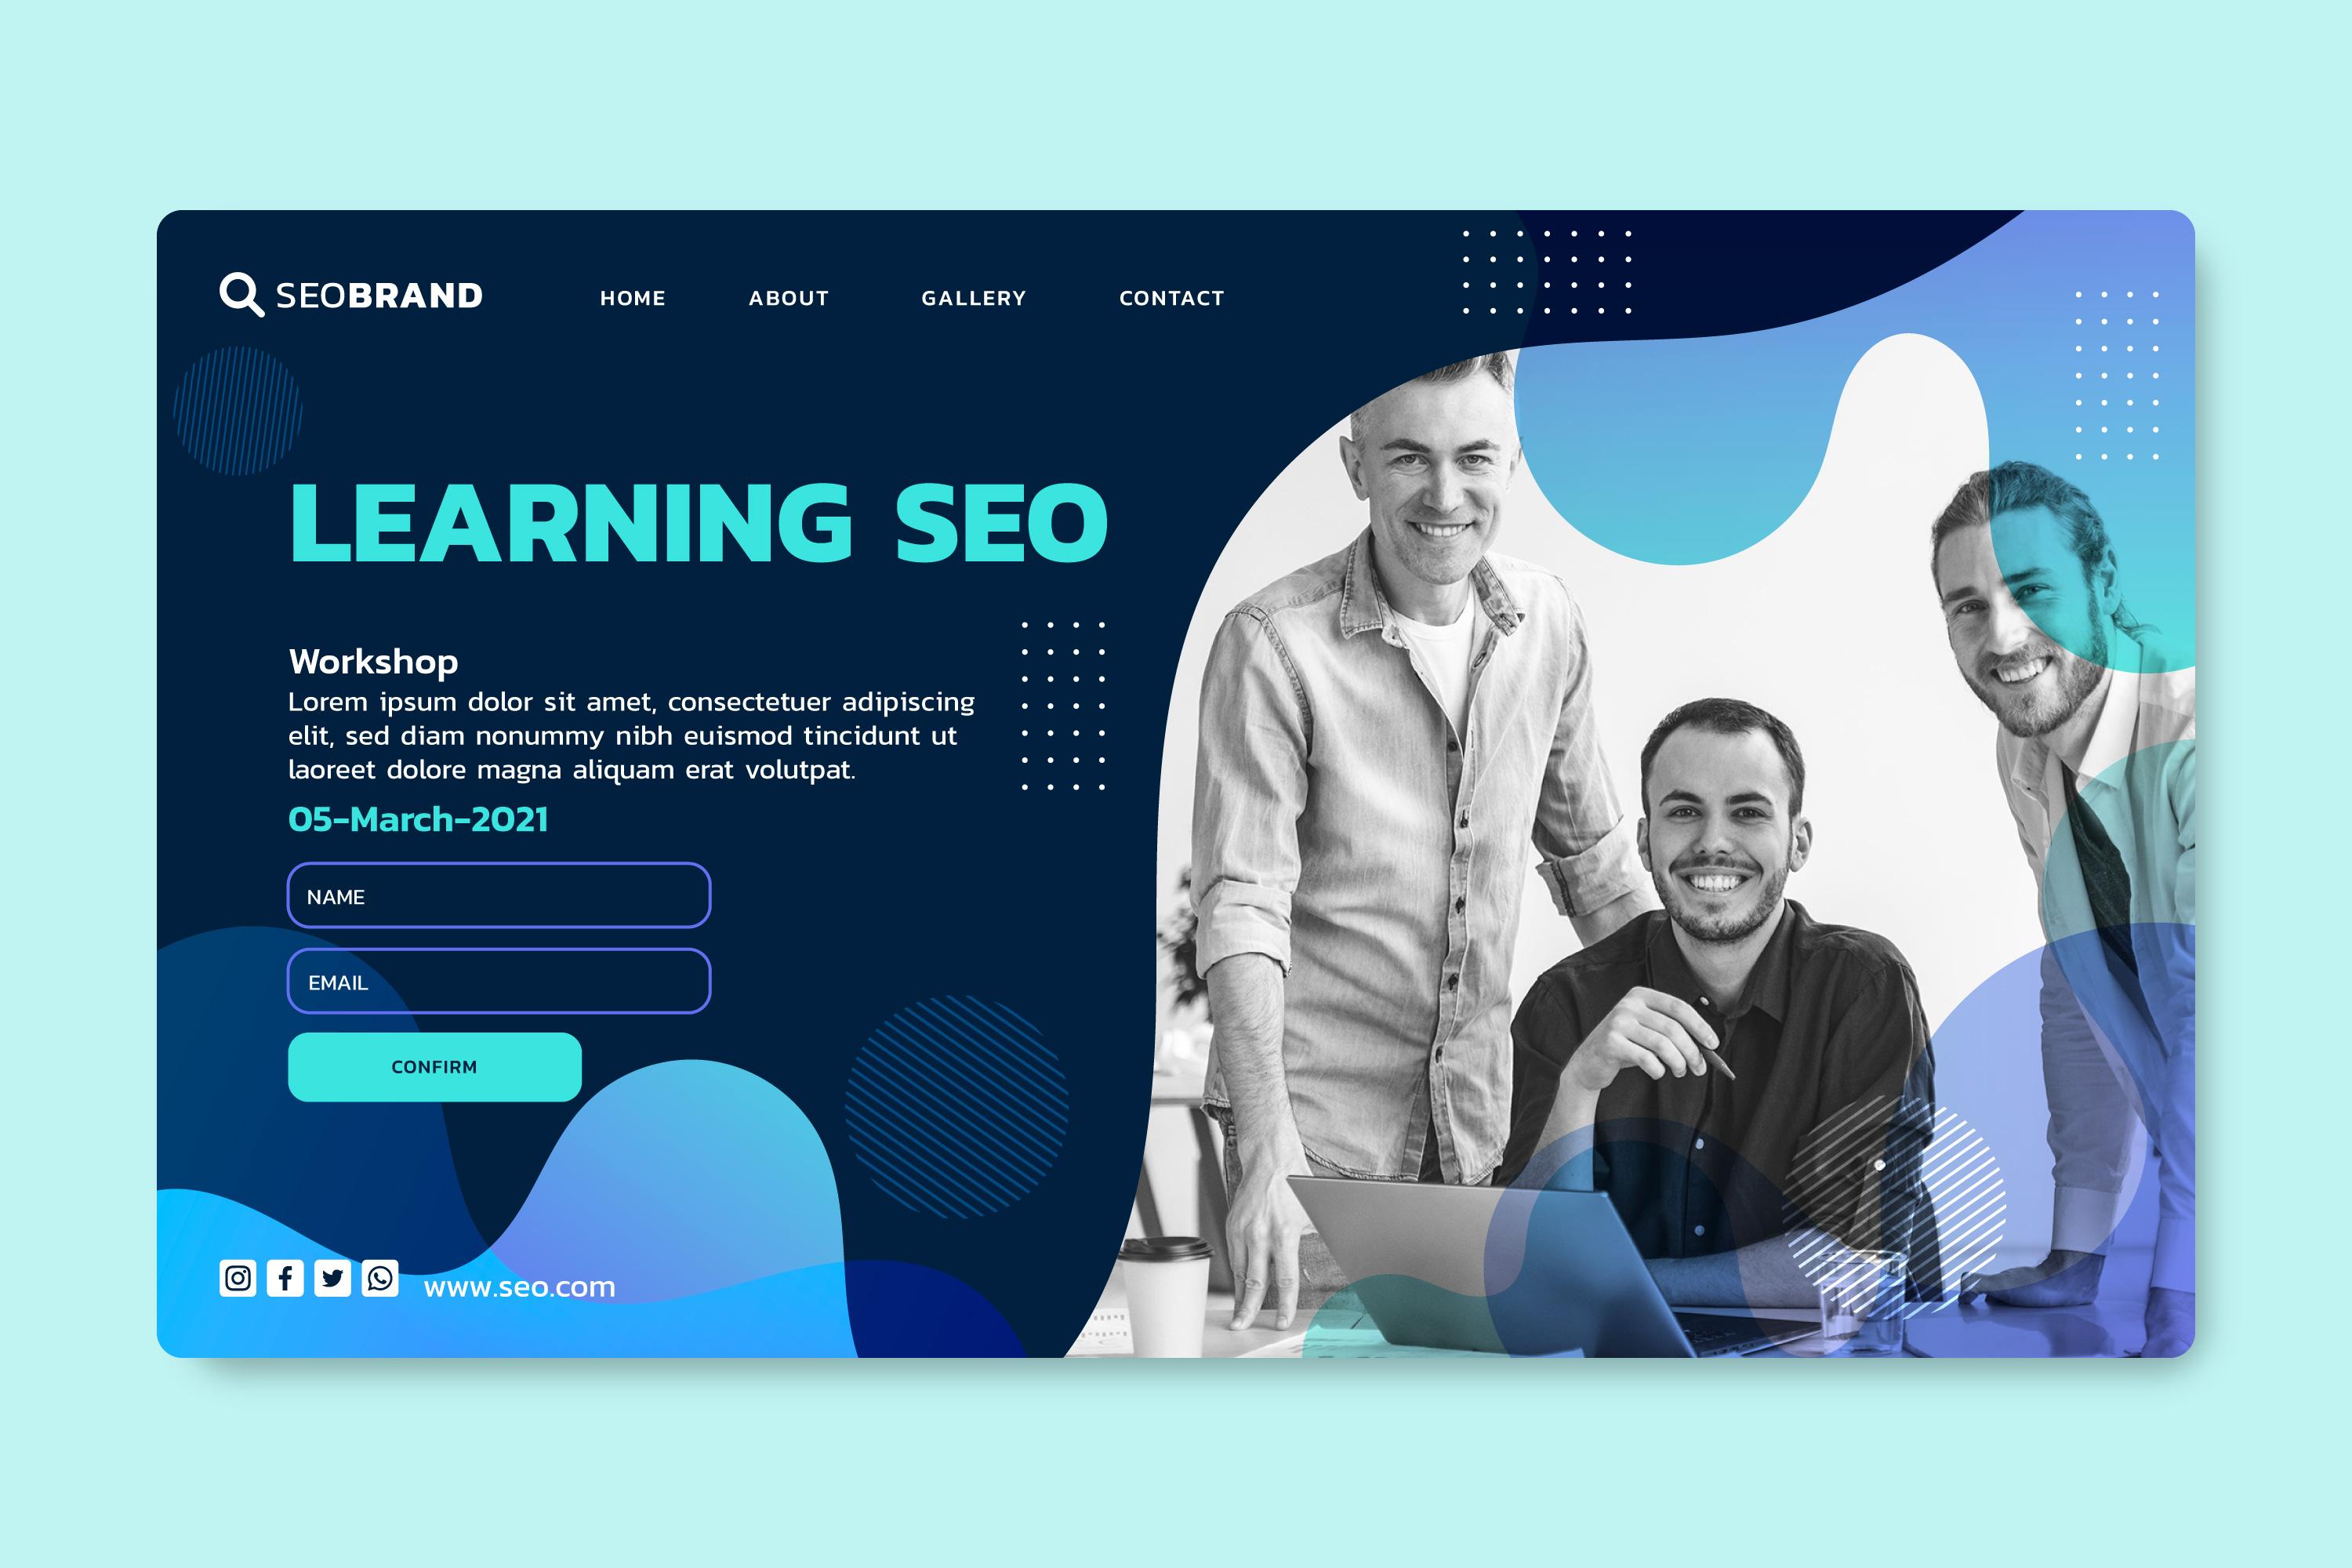 SEOBRAND
HOME ABOUT GALLERY CONTACT
LEARNING SEO
Workshop
Lorem ipsum dolor sit amet, consectetuer adipiscing
elit, sed diam nonummy nibh euismod tincidunt ut
laoreet dolore magna aliquam erat volutpat.
05-March-2021
NAME
EMAIL
CONFIRM
www.seo.com